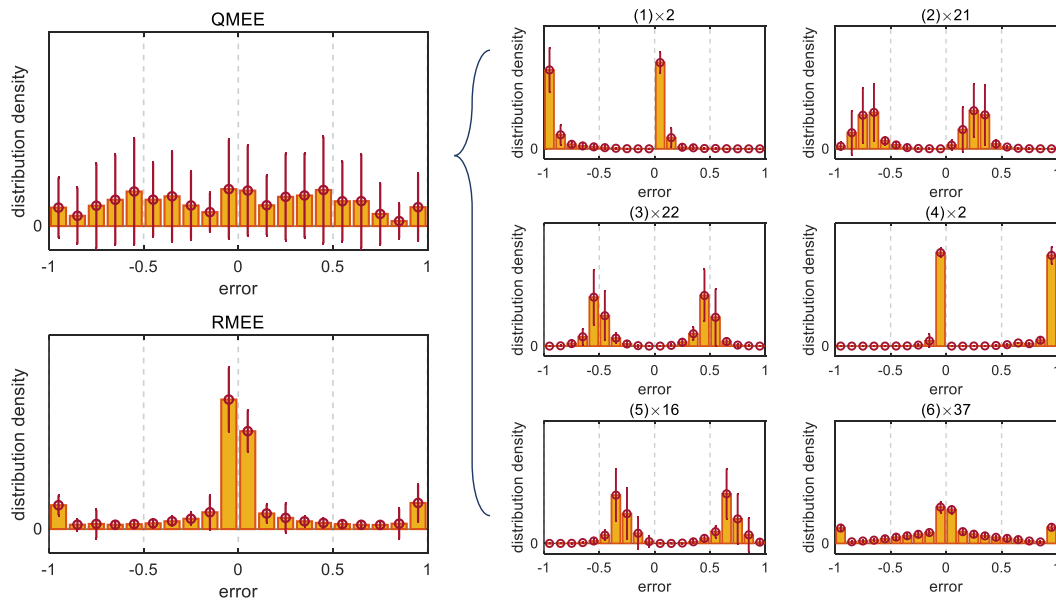 QMEE
distribution density
0
-1 -0.5 0 0.5 1
error
RMEE
distribution density
0
-1 -0.5 0 0.5 1
error
(1)×2
distribution density
0
-1 -0.5 0 0.5 1
error
(2)×21
distribution density
0
-1 -0.5 0 0.5 1
error
(3)×22
distribution density
0
-1 -0.5 0 0.5 1
error
(4)×2
distribution density
0
-1 -0.5 0 0.5 1
error
(5)×16
distribution density
0
-1 -0.5 0 0.5 1
error
(6)×37
distribution density
0
-1 -0.5 0 0.5 1
error